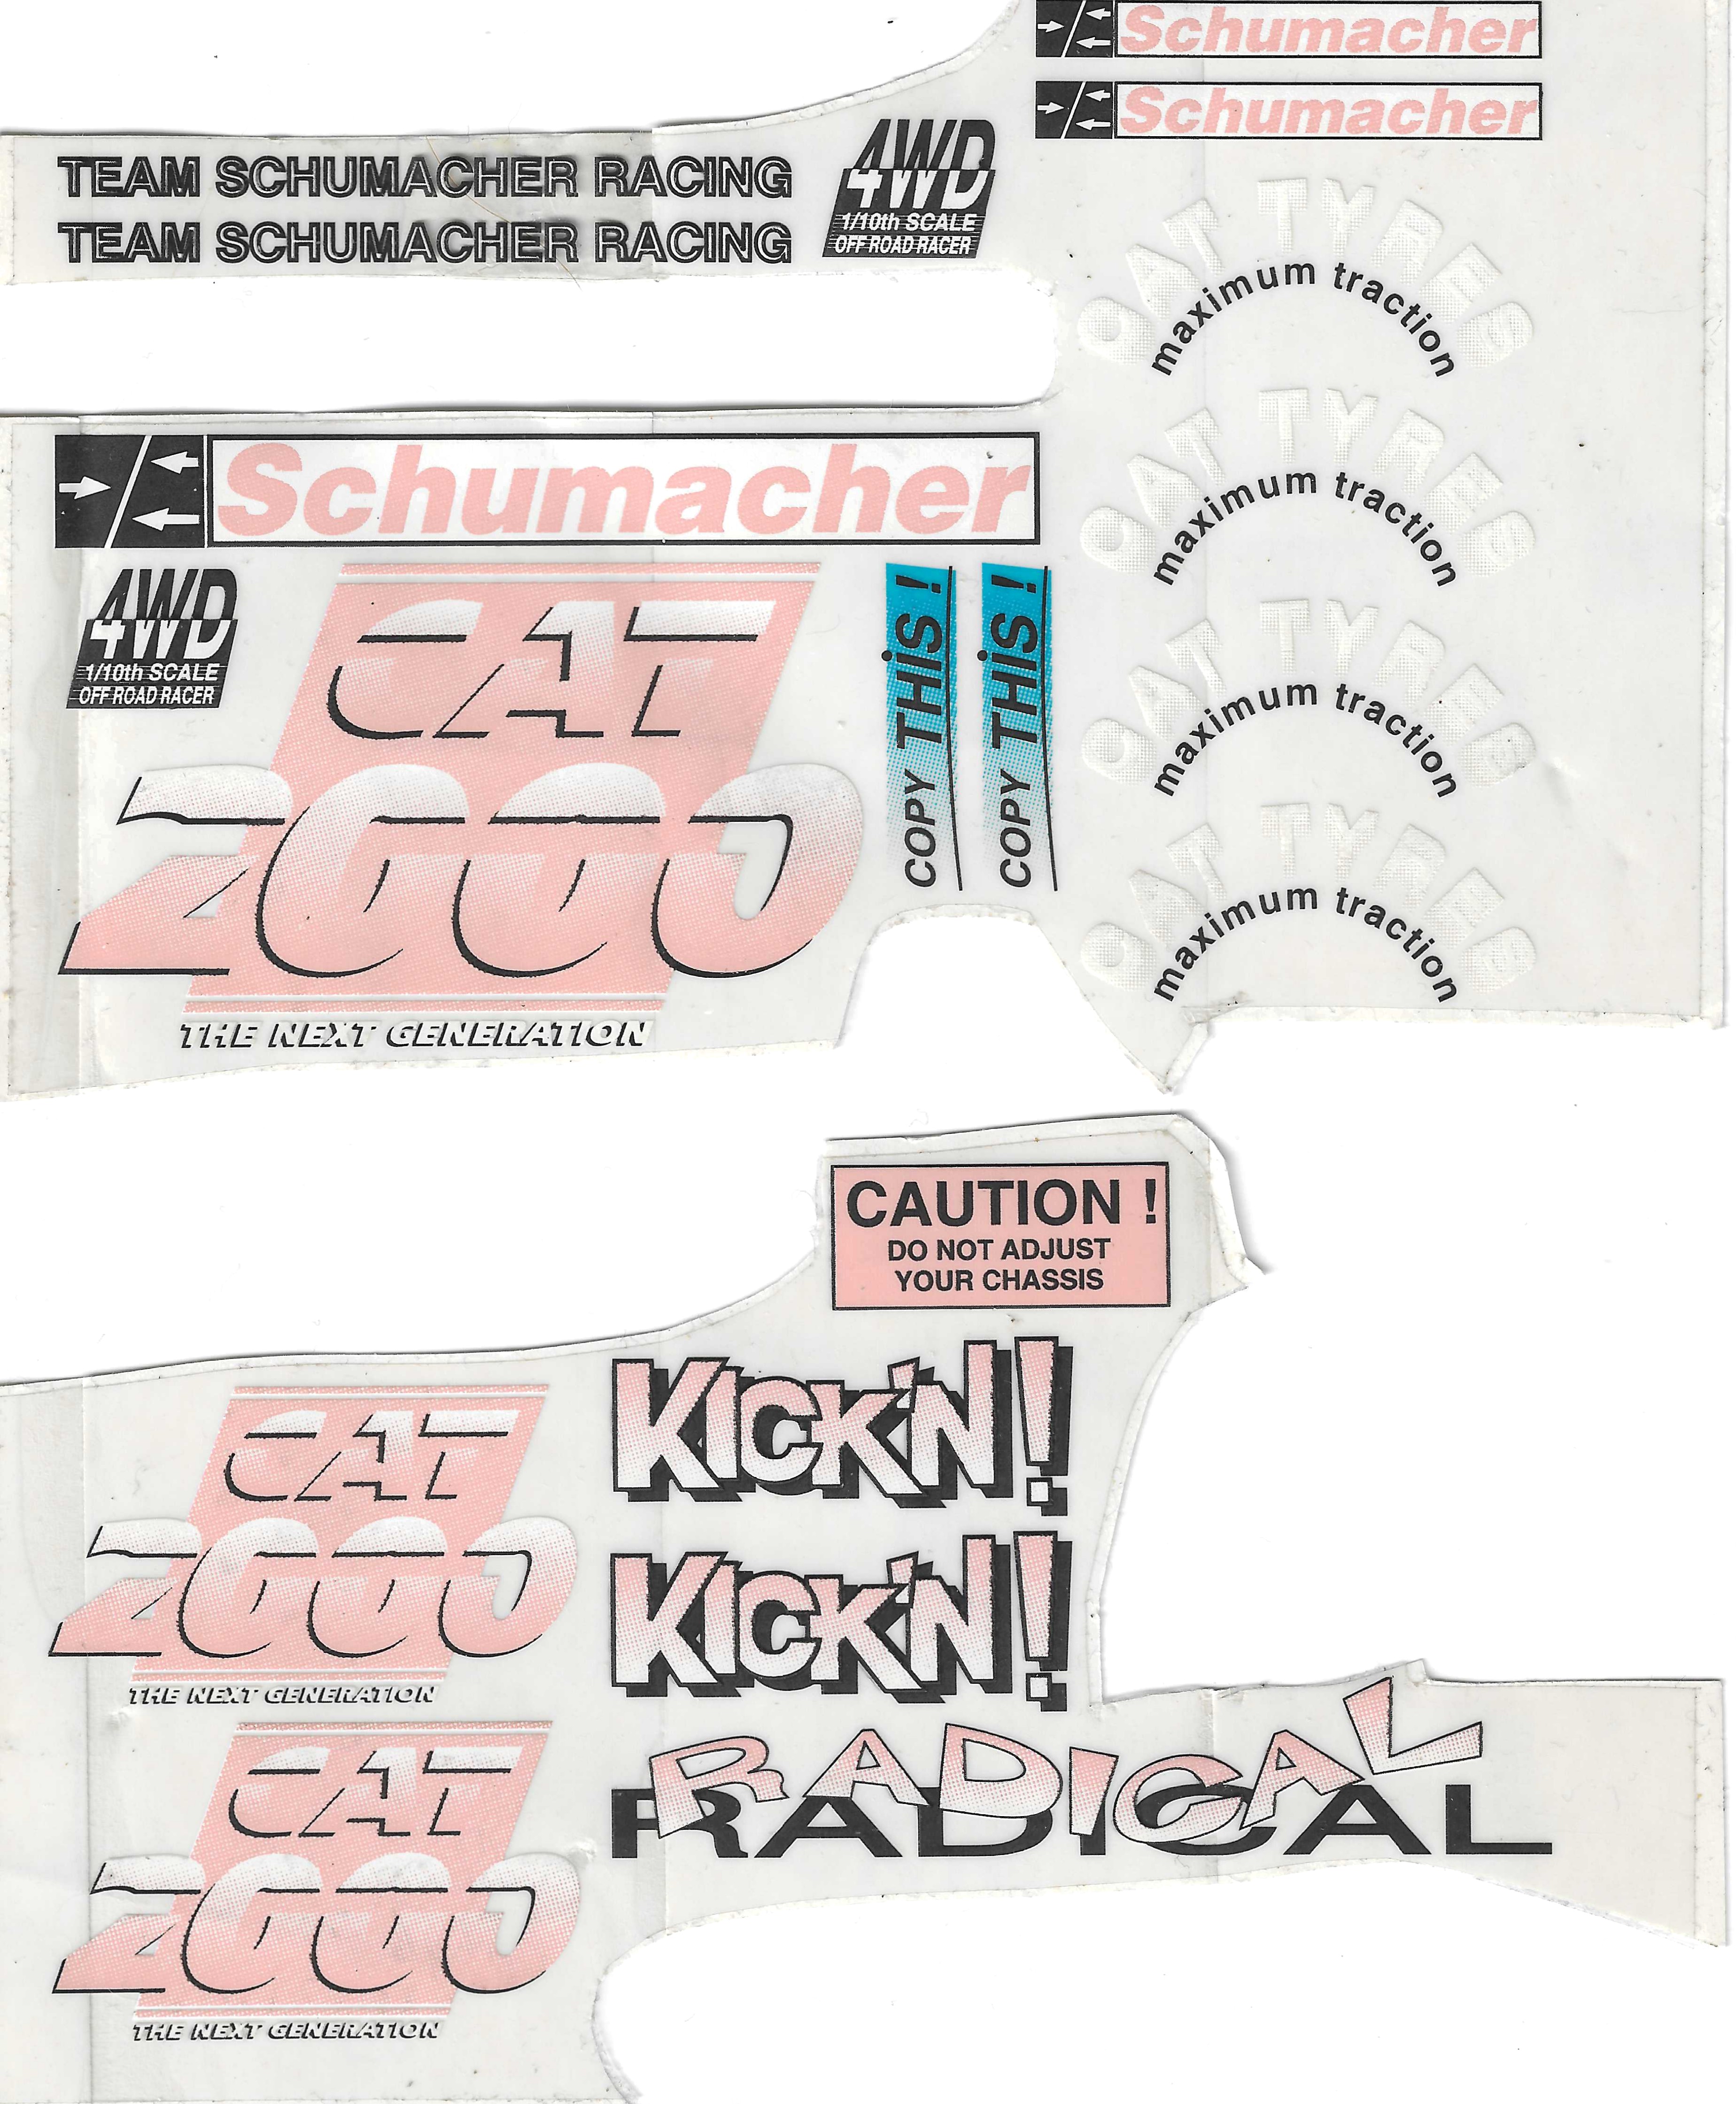 Schumacher
Schumacher
TEAM SCHUMACHER RACING
TEAM SCHUMACHER RACING
4WD
1/10th SCALE
OFF ROAD RACER
CAT TYRES
maximum traction
CAT TYRES
maximum traction
CAT TYRES
maximum traction
CAT TYRES
maximum traction
Schumacher
4WD
1/10th SCALE
OFF ROAD RACER
CAT
2000
THE NEXT GENERATION
COPY THiS !
COPY THiS !
CAUTION !
DO NOT ADJUST
YOUR CHASSIS
CAT
2000
THE NEXT GENERATION
KICK'N!
KICK'N!
CAT
2000
THE NEXT GENERATION
RADICAL
RADICAL